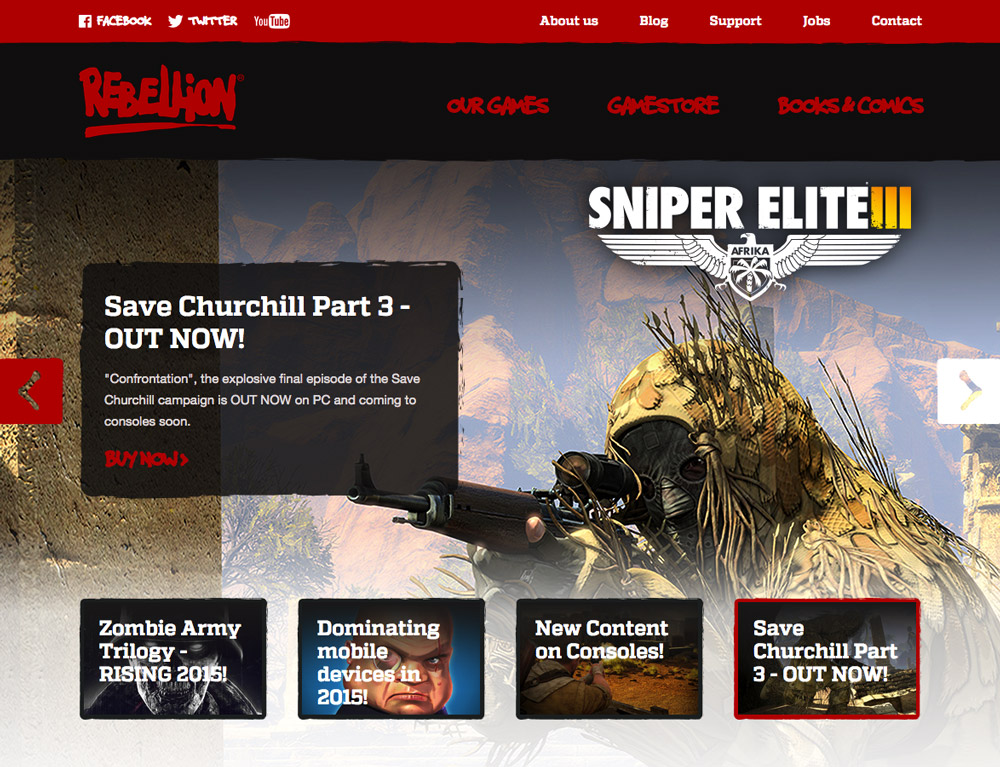 FACEBOOK TWITTER YouTube About us Blog Support Jobs Contact
REBELLION®
OUR GAMES GAMESTORE BOOKS & COMICS
SNIPER ELITE III
AFRIKA
Save Churchill Part 3 -
OUT NOW!
"Confrontation", the explosive final episode of the Save
Churchill campaign is OUT NOW on PC and coming to
consoles soon.
BUY NOW >
Zombie Army
Trilogy -
RISING 2015!
Dominating
mobile
devices in
2015!
New Content
on Consoles!
Save
Churchill Part
3 - OUT NOW!